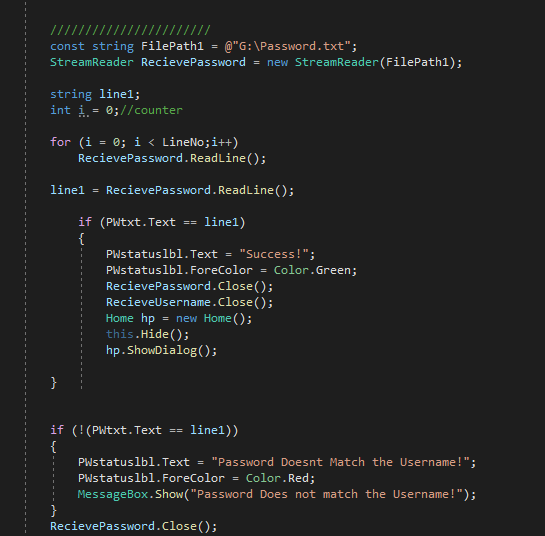 ///////////////////////
const string FilePath1 = @"G:\Password.txt";
StreamReader RecievePassword = new StreamReader(FilePath1);
string line1;
int i = 0;//counter
for (i = 0; i < LineNo;i++)
RecievePassword.ReadLine();
line1 = RecievePassword.ReadLine();
if (PWtxt.Text == line1)
{
PWstatuslbl.Text = "Success!";
PWstatuslbl.ForeColor = Color.Green;
RecievePassword.Close();
RecieveUsername.Close();
Home hp = new Home();
this.Hide();
hp.ShowDialog();
}
if (!(PWtxt.Text == line1))
{
PWstatuslbl.Text = "Password Doesnt Match the Username!";
PWstatuslbl.ForeColor = Color.Red;
MessageBox.Show("Password Does not match the Username!");
}
RecievePassword.Close();